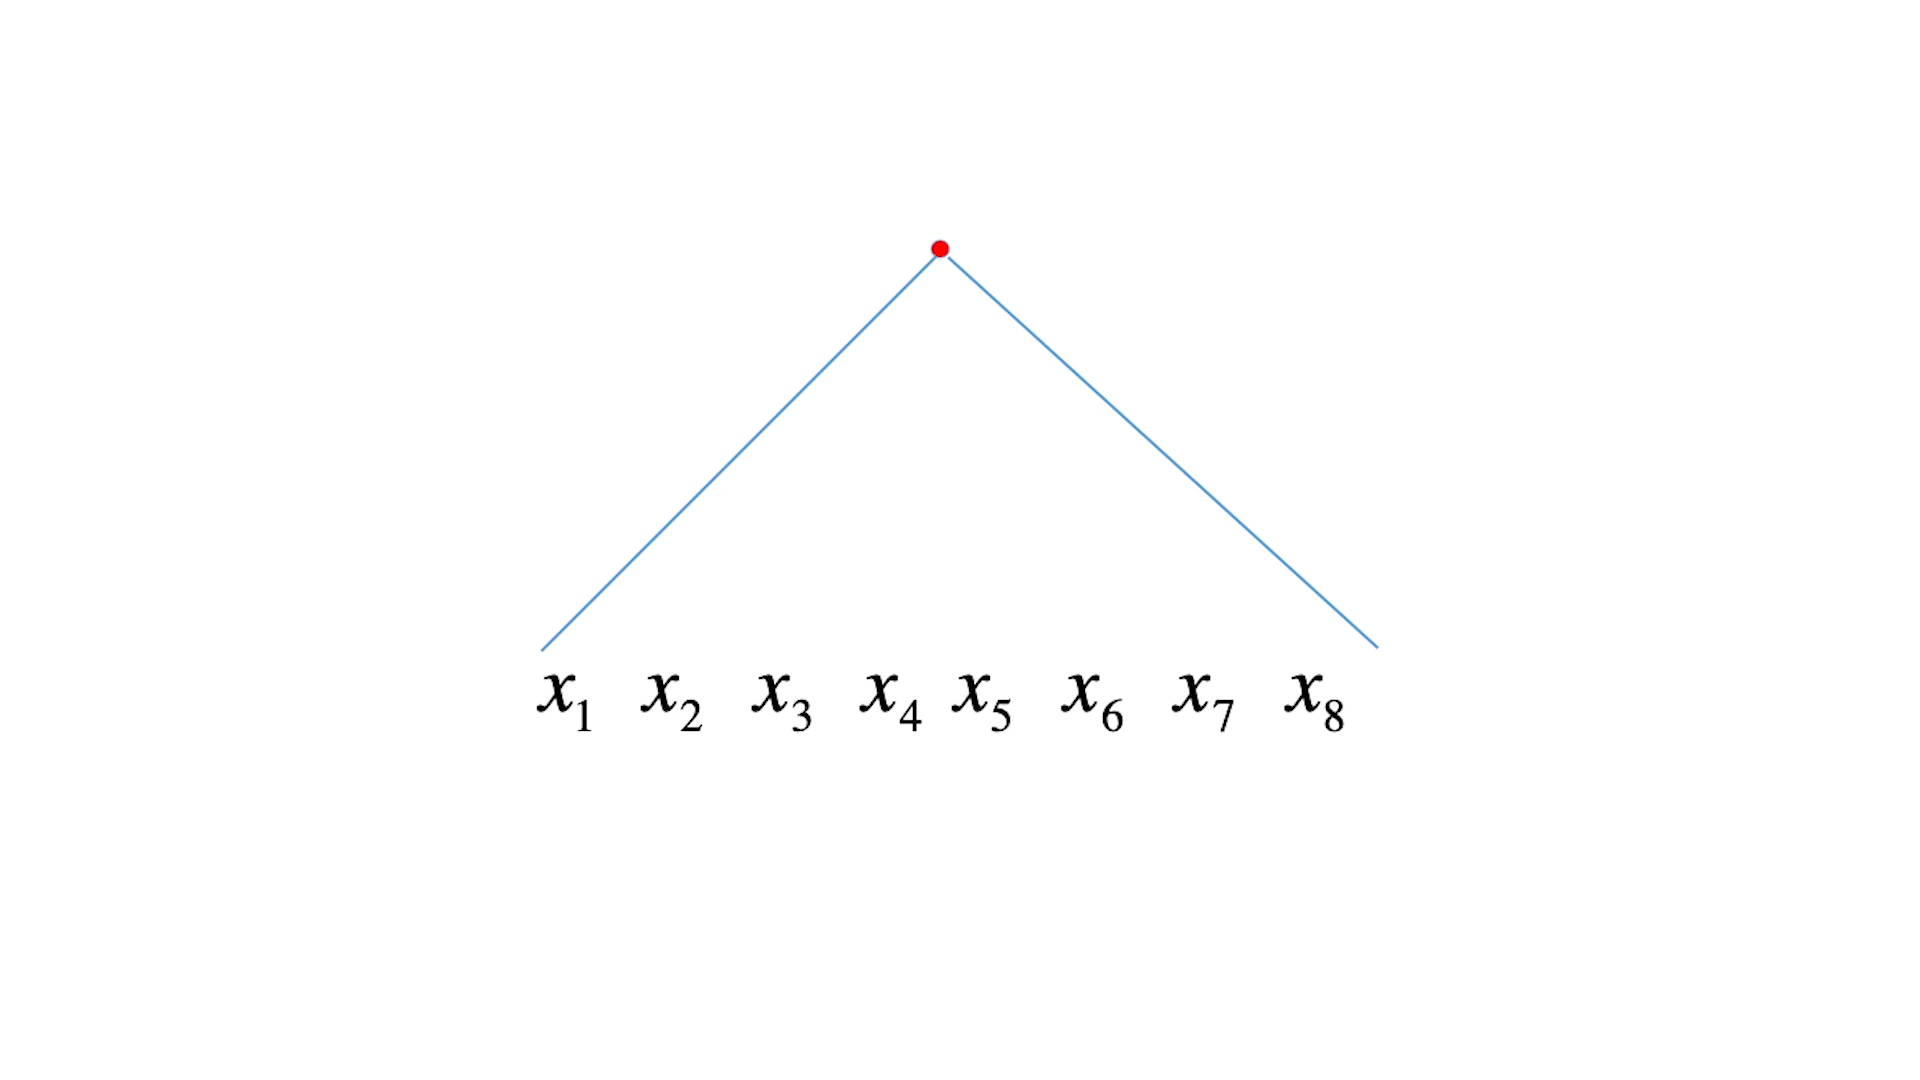 x₁ x₂ x₃ x₄ x₅ x₆ x₇ x₈